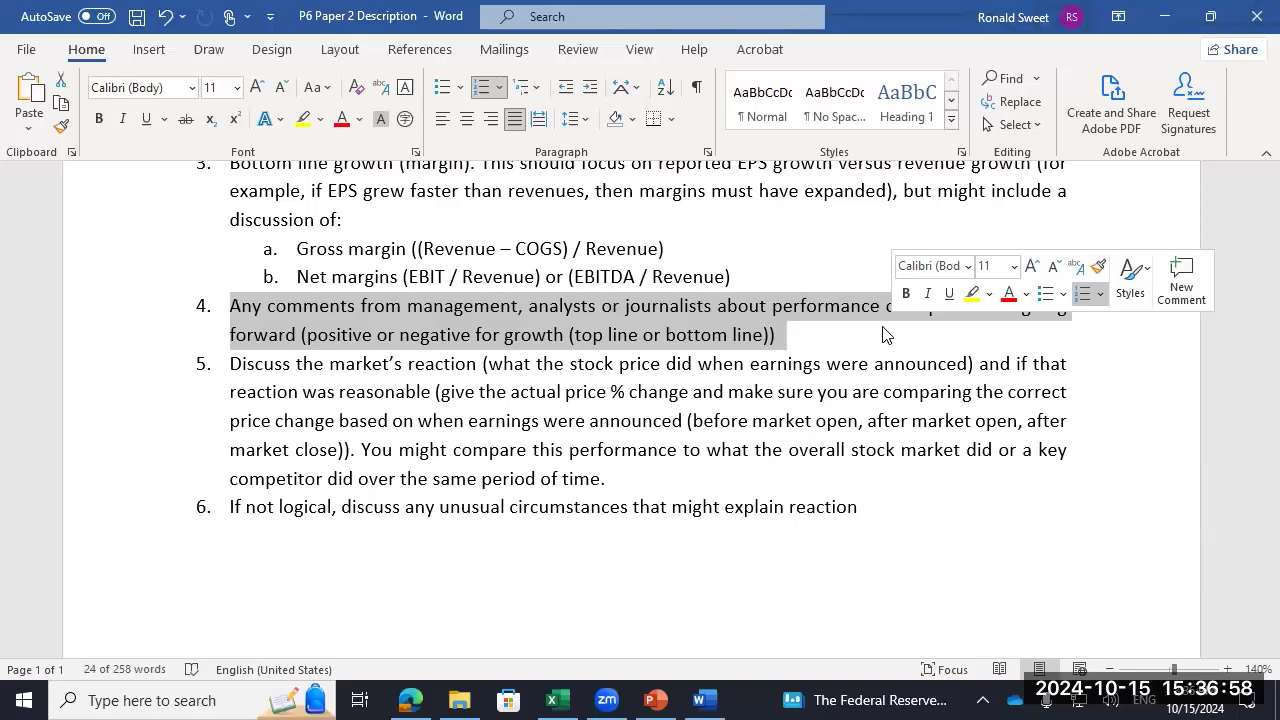 AutoSave Off P6 Paper 2 Description - Word Search Ronald Sweet RS
File Home Insert Draw Design Layout References Mailings Review View Help Acrobat Share
Calibri (Body) 11 Aa AaBbCcDc AaBbCcDc AaBbC Find
Paste ¶ Normal ¶ No Spac... Heading 1 Replace Create and Share Adobe PDF Request Signatures
Select
Clipboard Font Paragraph Styles Editing Adobe Acrobat
3. Bottom line growth (margin). This should focus on reported EPS growth versus revenue growth (for
example, if EPS grew faster than revenues, then margins must have expanded), but might include a
discussion of:
a. Gross margin ((Revenue – COGS) / Revenue)
b. Net margins (EBIT / Revenue) or (EBITDA / Revenue)
Calibri (Bod 11
Styles New Comment
4. Any comments from management, analysts or journalists about performance
forward (positive or negative for growth (top line or bottom line))
5. Discuss the market's reaction (what the stock price did when earnings were announced) and if that
reaction was reasonable (give the actual price % change and make sure you are comparing the correct
price change based on when earnings were announced (before market open, after market open, after
market close)). You might compare this performance to what the overall stock market did or a key
competitor did over the same period of time.
6. If not logical, discuss any unusual circumstances that might explain reaction
Page 1 of 1 24 of 258 words English (United States) Focus 140%
Type here to search The Federal Reserve... ENG
2024-10-15 15:36:58
10/15/2024